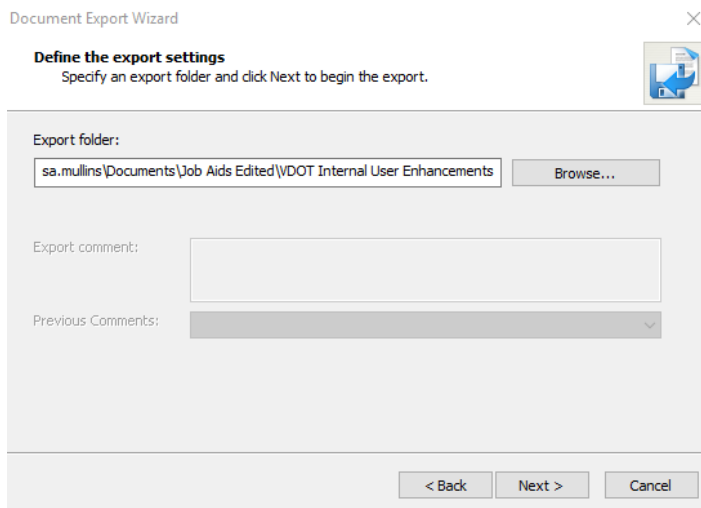 Document Export Wizard
Define the export settings
Specify an export folder and click Next to begin the export.
Export folder:
sa.mullins\Documents\Job Aids Edited\VDOT Internal User Enhancements
Browse...
Export comment:
Previous Comments:
< Back
Next >
Cancel